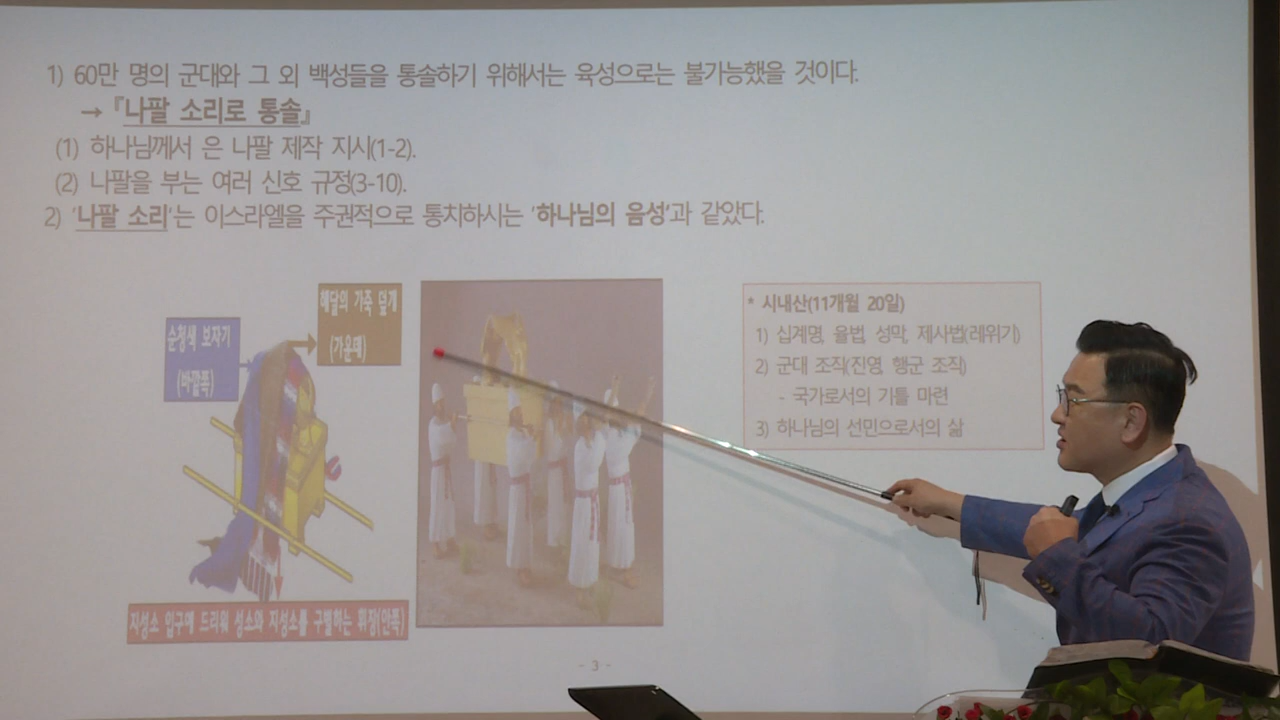 1) 60만 명의 군대와 그 외 백성들을 통솔하기 위해서는 육성으로는 불가능했을 것이다.
→『나팔 소리로 통솔』
(1) 하나님께서 은 나팔 제작 지시(1-2).
(2) 나팔을 부는 여러 신호 규정(3-10).
2) '나팔 소리'는 이스라엘을 주권적으로 통치하시는 '하나님의 음성'과 같았다.
해달의 가죽 덮개
(가운데)
순청색 보자기
(바깥쪽)
지성소 입구에 드리워 성소와 지성소를 구별하는 휘장(안쪽)
* 시내산(11개월 20일)
1) 십계명, 율법, 성막, 제사법(레위기)
2) 군대 조직(진영, 행군 조직)
- 국가로서의 기틀 마련
3) 하나님의 선민으로서의 삶
- 3 -